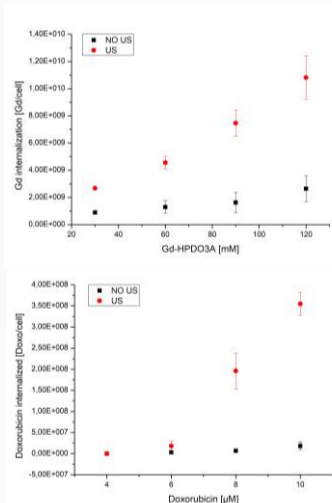 Gd internalization [Gd/cell]
1,40E+010
1,20E+010
1,00E+010
8,00E+009
6,00E+009
4,00E+009
2,00E+009
0,00E+000
NO US
US
20 40 60 80 100 120
Gd-HPDO3A [mM]
Doxorubicin internalized [Doxo/cell]
4,00E+008
3,50E+008
3,00E+008
2,50E+008
2,00E+008
1,50E+008
1,00E+008
5,00E+007
0,00E+000
-5,00E+007
NO US
US
4 6 8 10
Doxorubicin [µM]